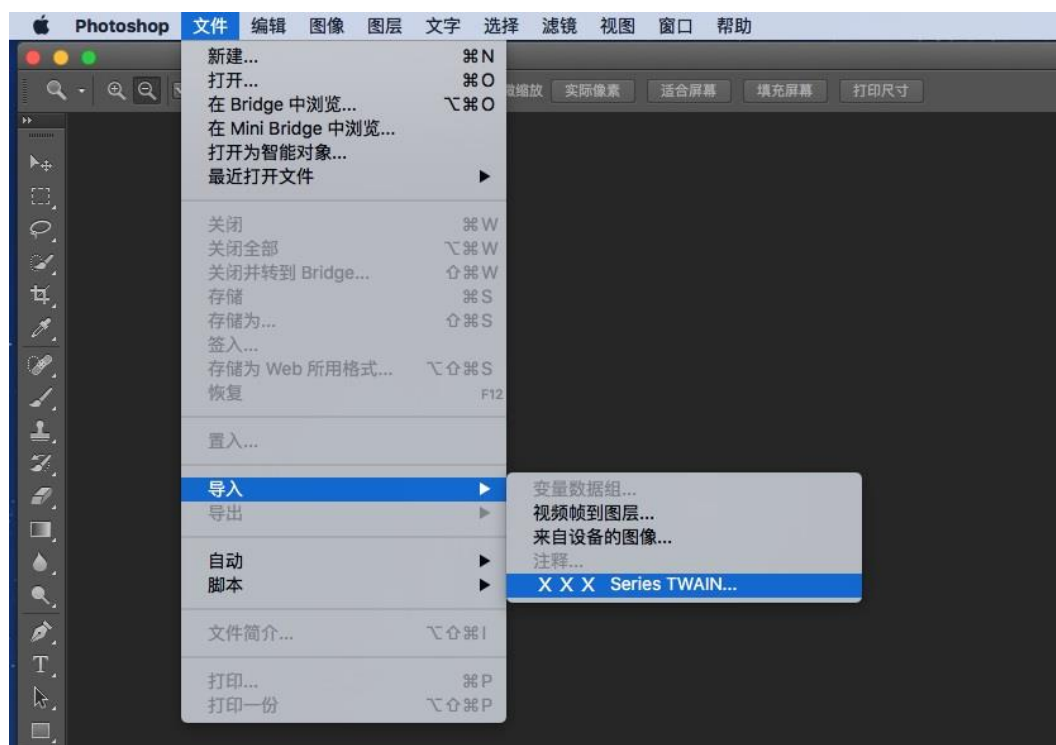 Photoshop 文件 编辑 图像 图层 文字 选择 滤镜 视图 窗口 帮助
缩放 实际像素 适合屏幕 填充屏幕 打印尺寸
新建... ⌘N
打开... ⌘O
在 Bridge 中浏览... ⌥⌘O
在 Mini Bridge 中浏览...
打开为智能对象...
最近打开文件 ▶
关闭 ⌘W
关闭全部 ⌥⌘W
关闭并转到 Bridge... ⇧⌘W
存储 ⌘S
存储为... ⇧⌘S
签入...
存储为 Web 所用格式... ⌥⇧⌘S
恢复 F12
置入...
导入 ▶
导出 ▶
变量数据组...
视频帧到图层...
来自设备的图像...
注释...
X X X Series TWAIN...
自动 ▶
脚本 ▶
文件简介... ⌥⇧⌘I
打印... ⌘P
打印一份 ⌥⇧⌘P
T